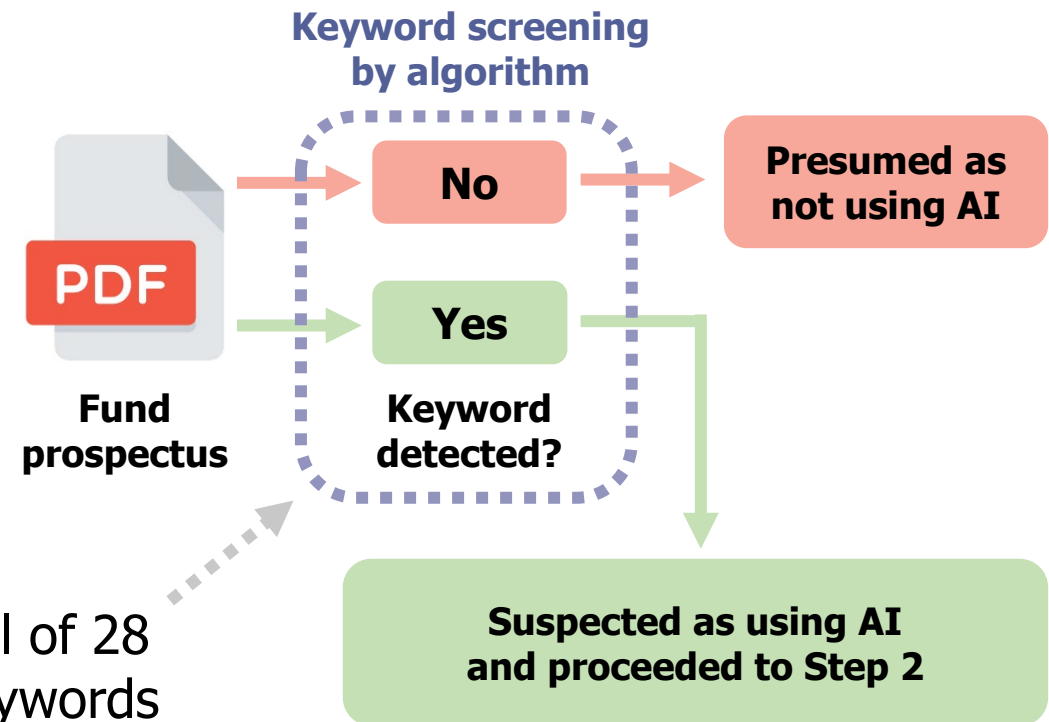 Keyword screening
by algorithm
No
Presumed as
not using AI
PDF
Yes
Fund
prospectus
Keyword
detected?
of 28
Suspected as using AI
and proceeded to Step 2